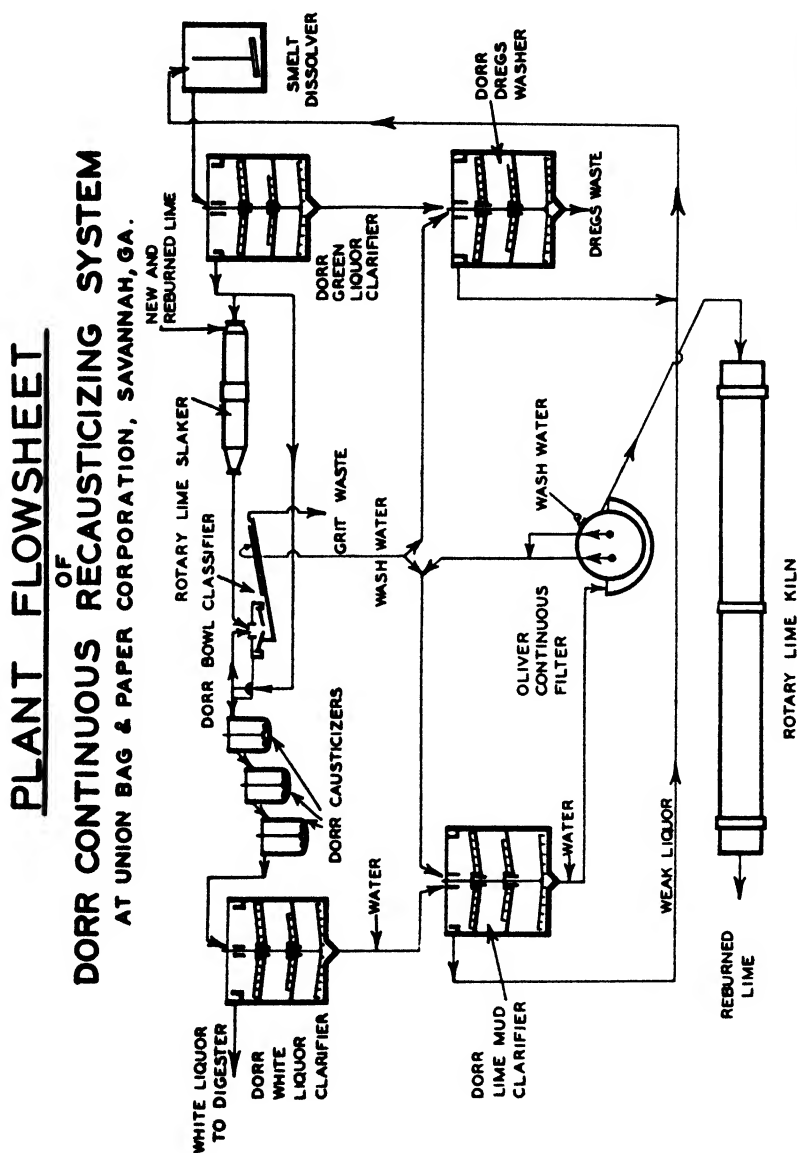 PLANT FLOWSHEET
OF
DORR CONTINUOUS RECAUSTICIZING SYSTEM
AT UNION BAG & PAPER CORPORATION, SAVANNAH, GA.
WHITE LIQUOR
TO DIGESTER
DORR
WHITE
LIQUOR
CLARIFIER
DORR CAUSTICIZERS
DORR BOWL CLASSIFIER
ROTARY LIME SLAKER
NEW AND
REBURNED LIME
DORR
GREEN
LIQUOR
CLARIFIER
SMELT
DISSOLVER
GRIT WASTE
WATER
WASH WATER
DORR
LIME MUD
CLARIFIER
WATER
OLIVER
CONTINUOUS
FILTER
WASH WATER
DORR
DREGS
WASHER
DREGS WASTE
WEAK LIQUOR
REBURNED
LIME
ROTARY LIME KILN